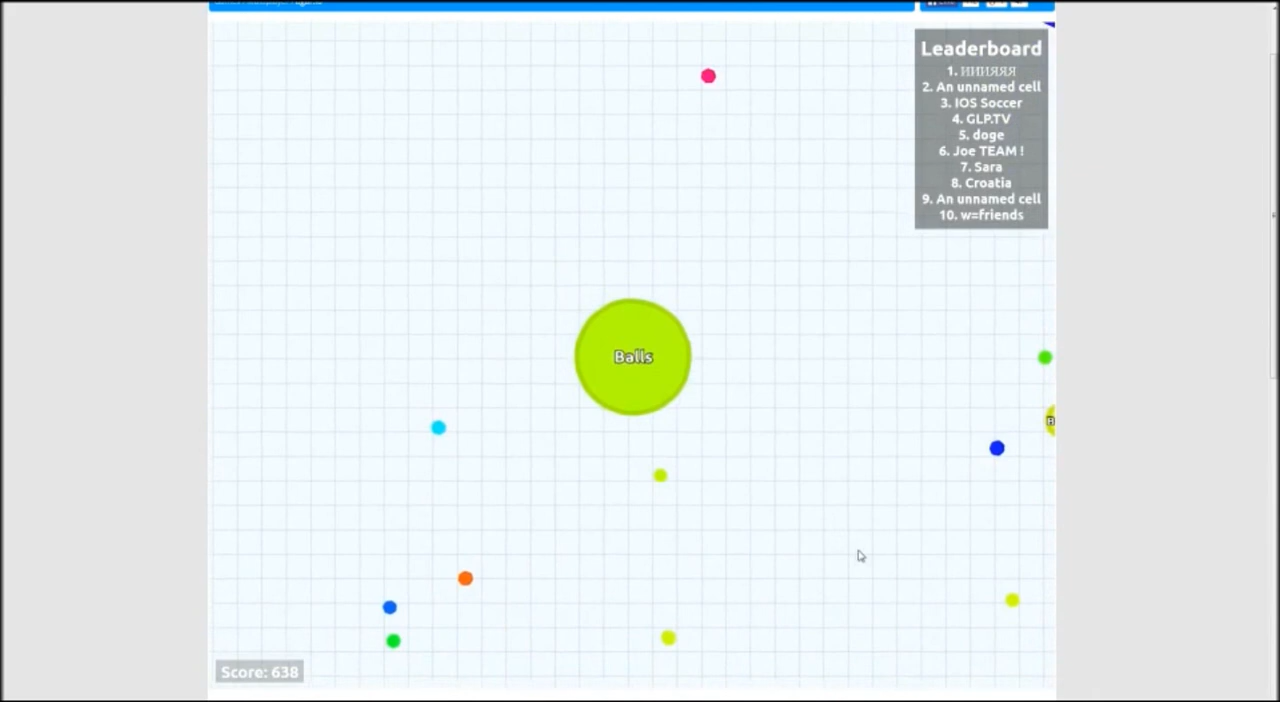 Leaderboard
1. ИИИЯЯЯ
2. An unnamed cell
3. IOS Soccer
4. GLP.TV
5. doge
6. Joe TEAM !
7. Sara
8. Croatia
9. An unnamed cell
10. w=friends
Balls
Score: 638